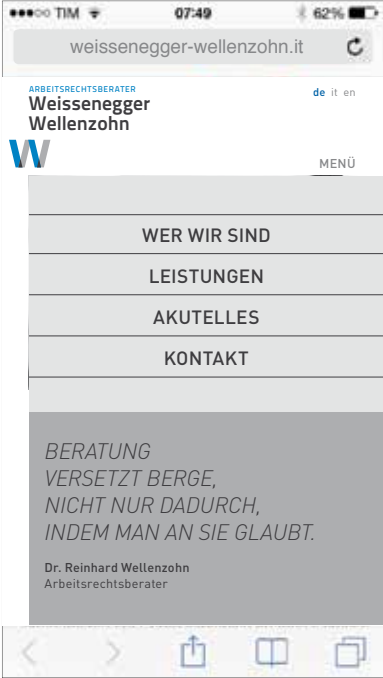 TIM 07:49 62%
weissenegger-wellenzohn.it
ARBEITSRECHTSBERATER
de it en
Weissenegger
Wellenzohn
W
MENÜ
WER WIR SIND
LEISTUNGEN
AKUTELLES
KONTAKT
BERATUNG
VERSETZT BERGE,
NICHT NUR DADURCH,
INDEM MAN AN SIE GLAUBT.
Dr. Reinhard Wellenzohn
Arbeitsrechtsberater